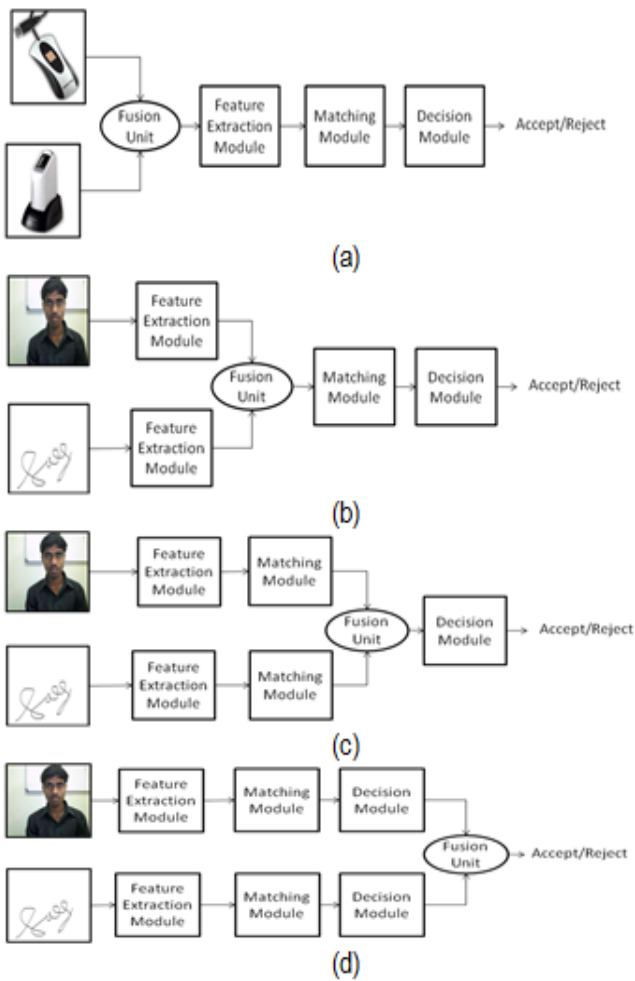 Fusion
Unit
Feature
Extraction
Module
Matching
Module
Decision
Module
Accept/Reject
(a)
Feature
Extraction
Module
Feature
Extraction
Module
Fusion
Unit
Matching
Module
Decision
Module
Accept/Reject
(b)
Feature
Extraction
Module
Matching
Module
Feature
Extraction
Module
Matching
Module
Fusion
Unit
Decision
Module
Accept/Reject
(c)
Feature
Extraction
Module
Matching
Module
Decision
Module
Feature
Extraction
Module
Matching
Module
Decision
Module
Fusion
Unit
Accept/Reject
(d)